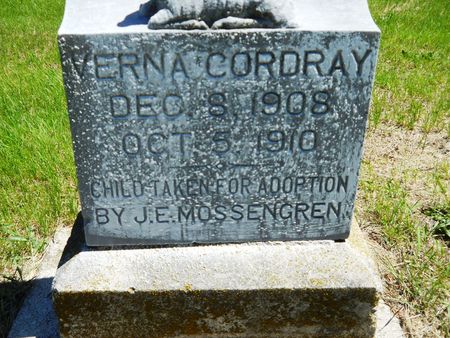 VERNA CORDRAY
DEC. 8, 1908
OCT. 5, 1910
CHILD TAKEN FOR ADOPTION
BY J.E. MOSSENGREN.